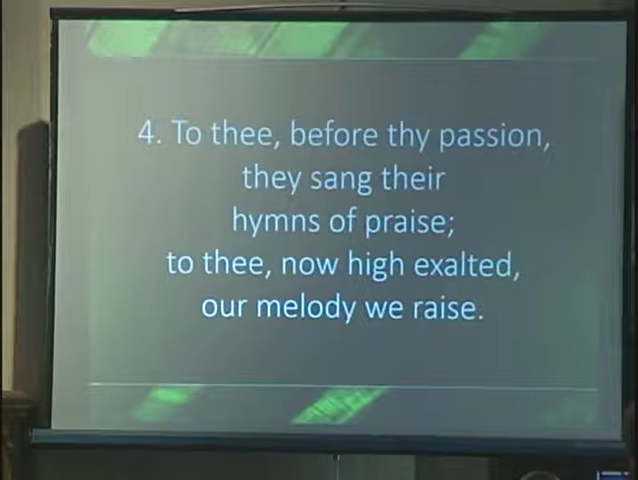 4. To thee, before thy passion,
they sang their
hymns of praise;
to thee, now high exalted,
our melody we raise.